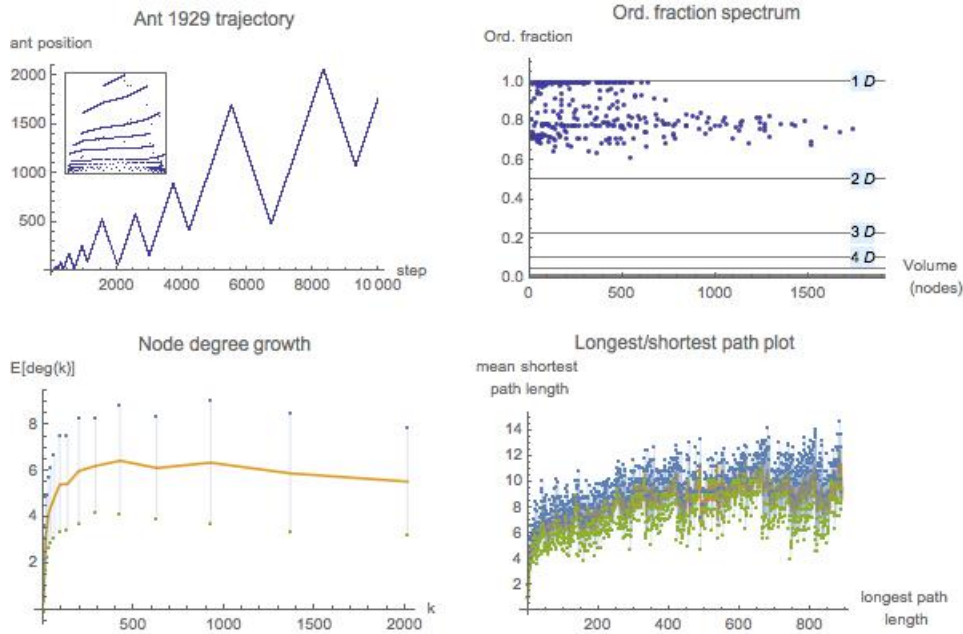 Ant 1929 trajectory
ant position
2000
1500
1000
500
2000 4000 6000 8000 10 000
step
Ord. fraction spectrum
Ord. fraction
1.0
0.8
0.6
0.4
0.2
0.0
1 D
2 D
3 D
4 D
0 500 1000 1500
Volume
(nodes)
Node degree growth
E[deg(k)]
8
6
4
2
500 1000 1500 2000
k
Longest/shortest path plot
mean shortest
path length
14
12
10
8
6
4
2
200 400 600 800
longest path
length